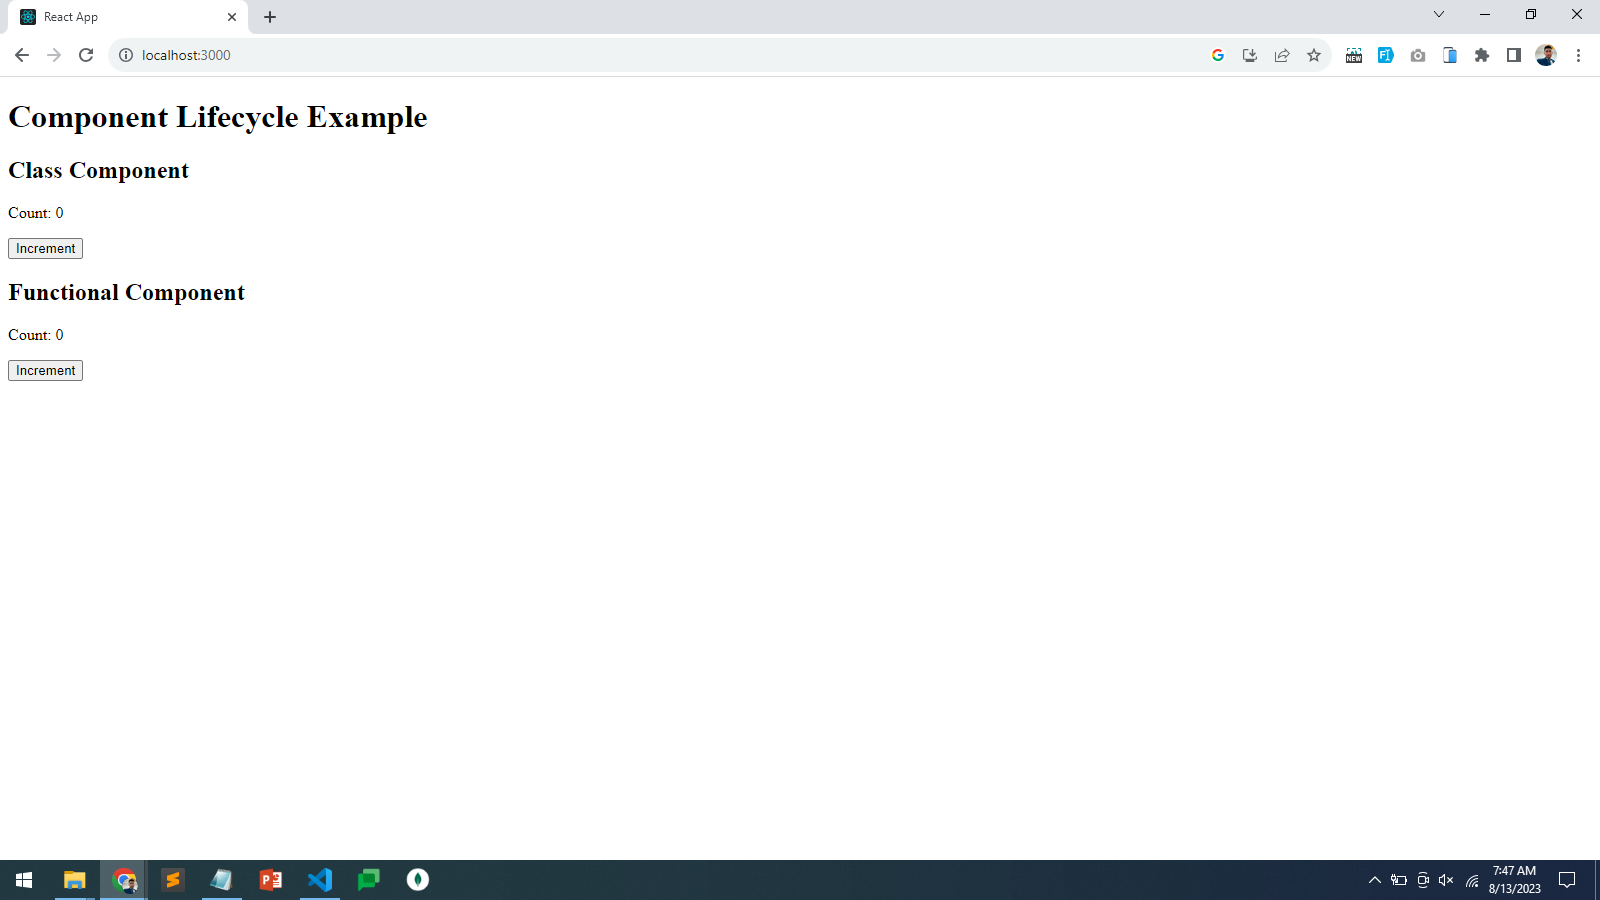 React App
localhost:3000
NEW
Component Lifecycle Example
Class Component
Count: 0
Increment
Functional Component
Count: 0
Increment
7:47 AM
8/13/2023